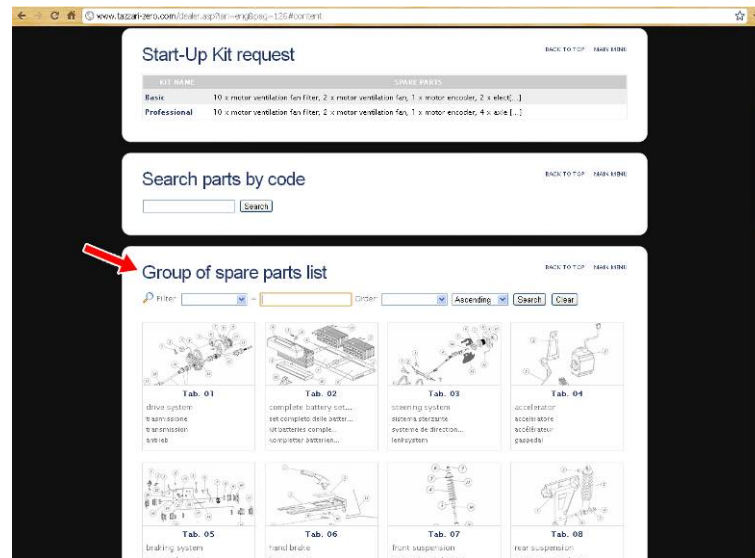 www.tazzari-zero.com/dealer.asp?lan=eng&pag=126#content
Start-Up Kit request
BACK TO TOP MAIN MENU
KIT NAME SPARE PARTS
Basic 10 x motor ventilation fan filter, 2 x motor ventilation fan, 1 x motor encoder, 2 x elect[...]
Professional 10 x motor ventilation fan filter, 2 x motor ventilation fan, 1 x motor encoder, 4 x axle [...]
Search parts by code
BACK TO TOP MAIN MENU
Search
Group of spare parts list
BACK TO TOP MAIN MENU
Filter = Order Ascending Search Clear
Tab. 01 Tab. 02 Tab. 03 Tab. 04
drive system complete battery set... steering system accelerator
trasmissione set completo delle batter... sistema sterzante acceleratore
transmission kit batteries comple... systeme de direction... accélérateur
antrieb kompletter batterien... lenksystem gaspedal
Tab. 05 Tab. 06 Tab. 07 Tab. 08
braking system hand brake front suspension rear suspension